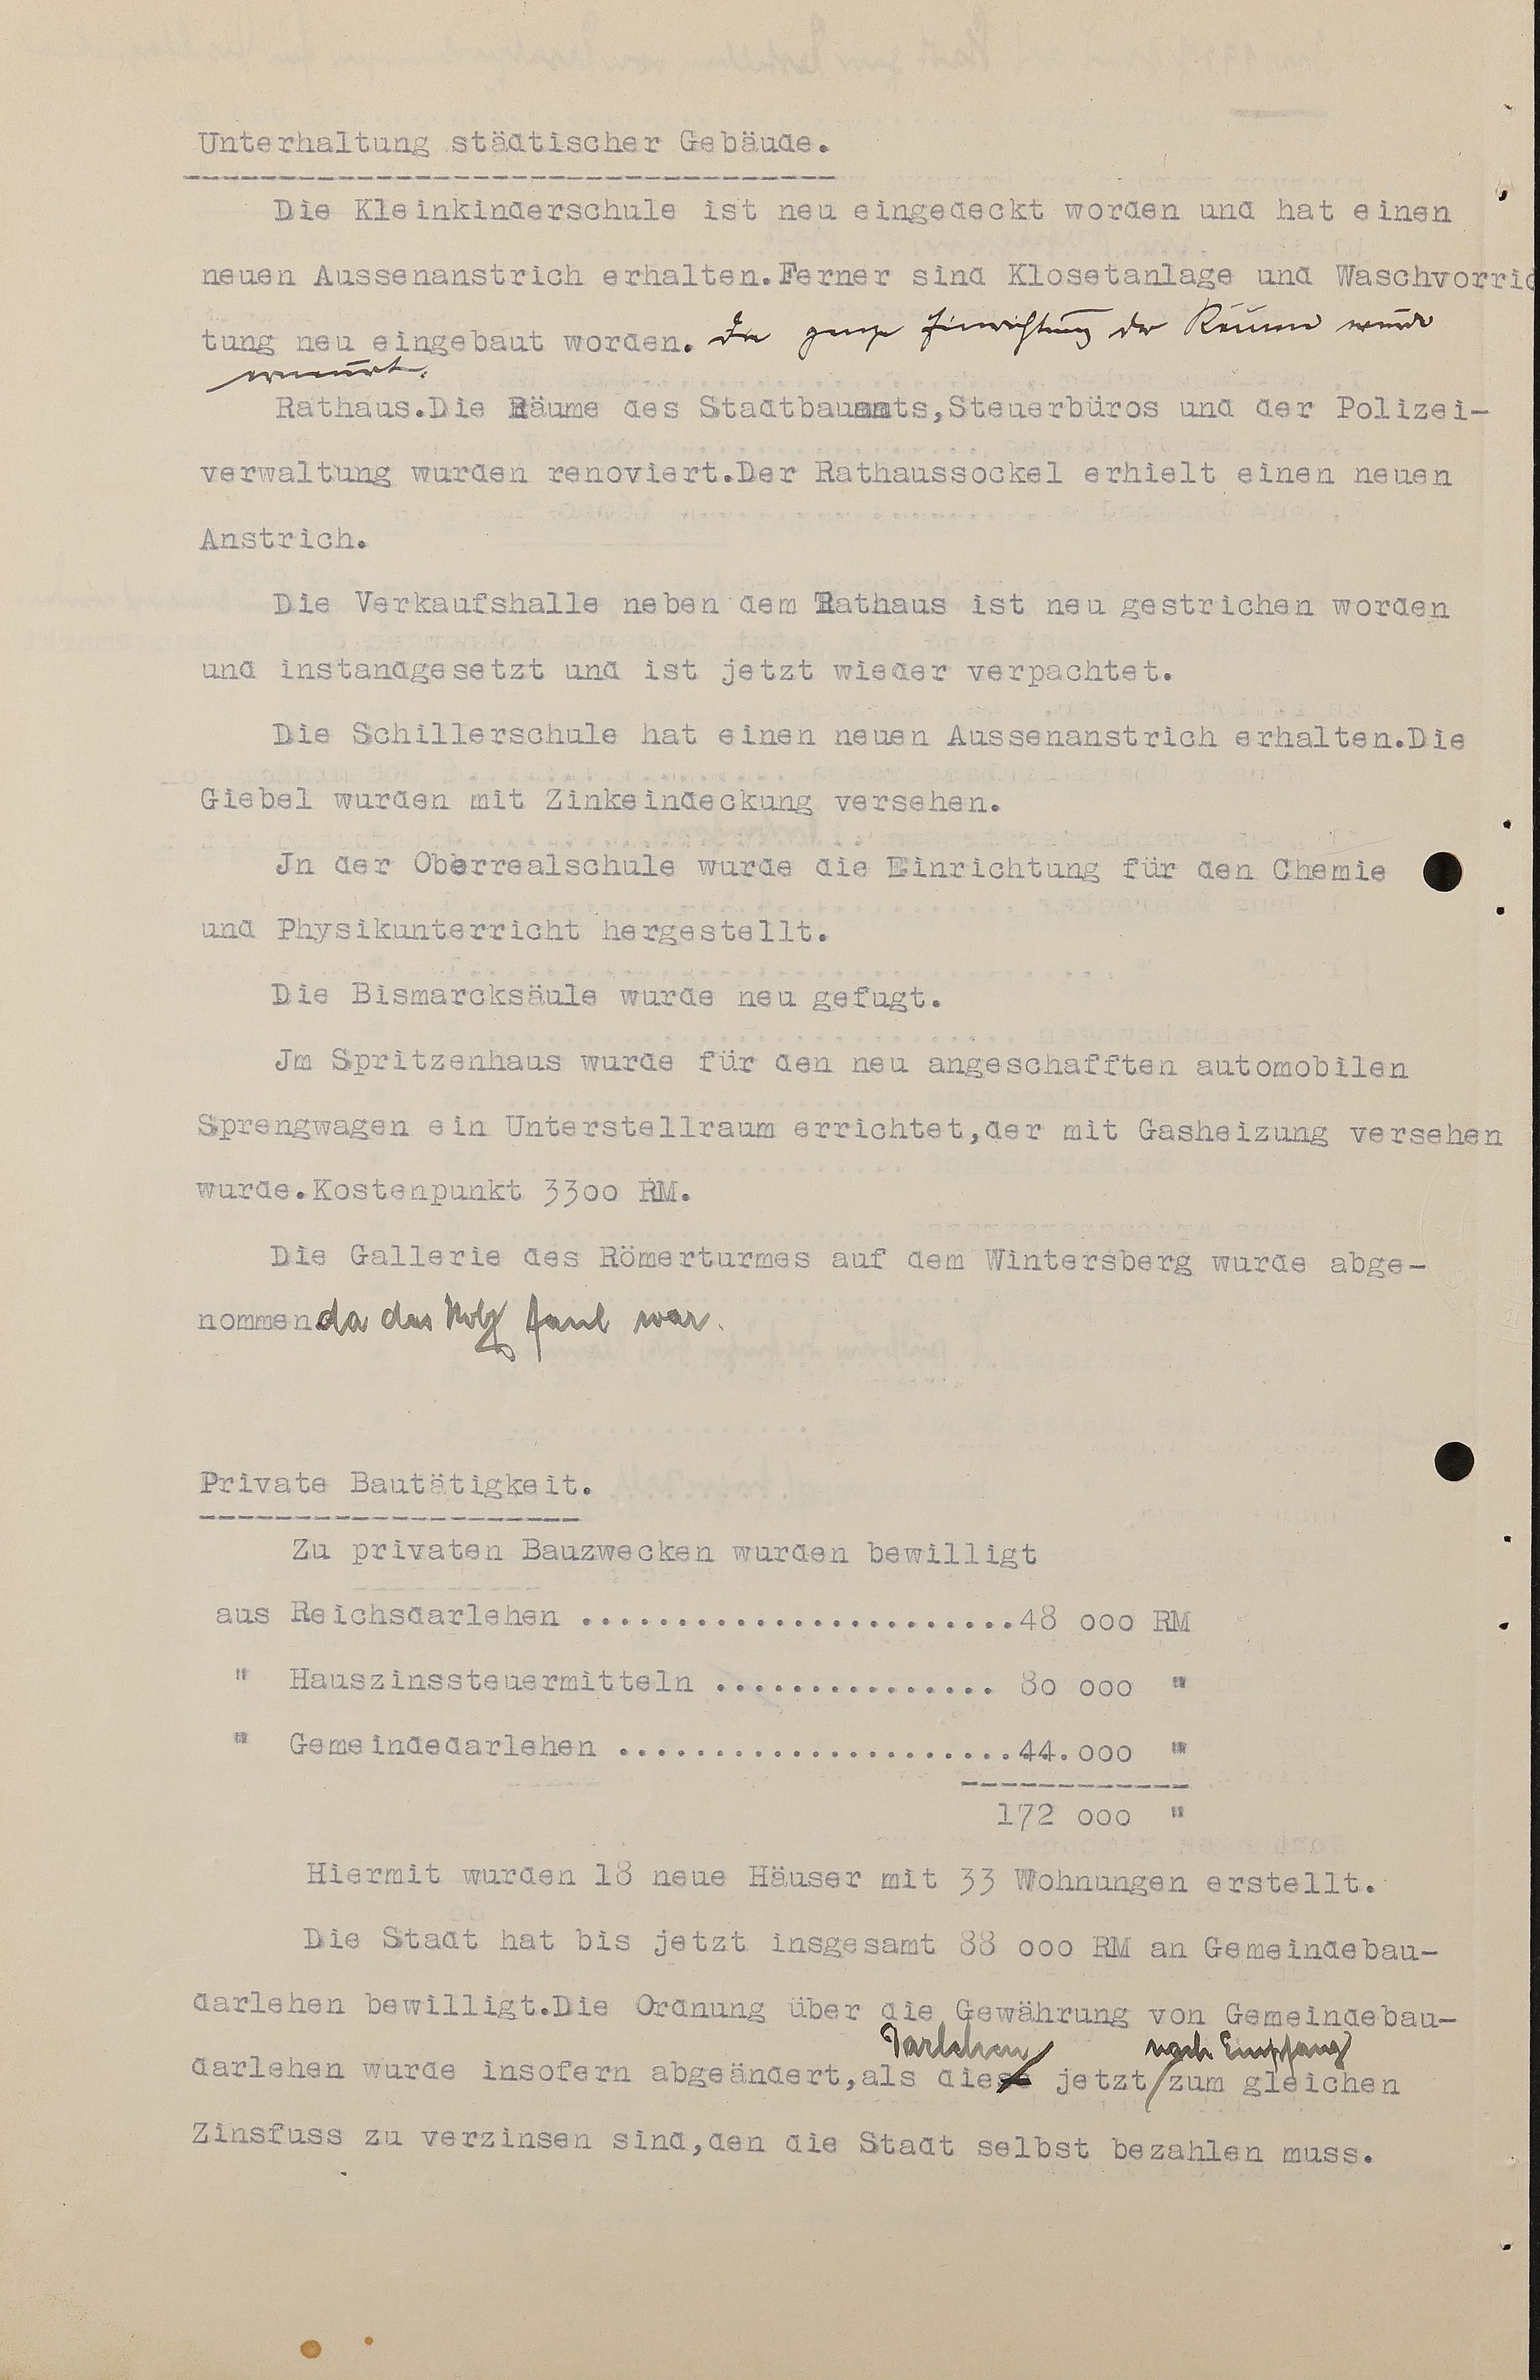 Unterhaltung städtischer Gebäude.
Die Kleinkinderschule ist neu eingedeckt worden und hat einen
neuen Aussenanstrich erhalten.Ferner sind Klosetanlage und Waschvorric
tung neu eingebaut worden. Die ganze Einrichtung der Räume wurde
erneuert.
Rathaus.Die Räume des Stadtbauamts,Steuerbüros und der Polizei-
verwaltung wurden renoviert.Der Rathaussockel erhielt einen neuen
Anstrich.
Die Verkaufshalle neben dem Rathaus ist neu gestrichen worden
und instandgesetzt und ist jetzt wieder verpachtet.
Die Schillerschule hat einen neuen Aussenanstrich erhalten.Die
Giebel wurden mit Zinkeindeckung versehen.
Jn der Oberrealschule wurde die Einrichtung für den Chemie
und Physikunterricht hergestellt.
Die Bismarcksäule wurde neu gefugt.
Jm Spritzenhaus wurde für den neu angeschafften automobilen
Sprengwagen ein Unterstellraum errichtet,der mit Gasheizung versehen
wurde.Kostenpunkt 3300 RM.
Die Gallerie des Römerturmes auf dem Wintersberg wurde abge-
nommen da das Holz faul war.
Private Bautätigkeit.
Zu privaten Bauzwecken wurden bewilligt
aus Reichsdarlehen .......................48 000 RM
" Hauszinssteuermitteln ............... 80 000 "
" Gemeindedarlehen .....................44.000 "
172 000 "
Hiermit wurden 18 neue Häuser mit 33 Wohnungen erstellt.
Die Stadt hat bis jetzt insgesamt 88 000 RM an Gemeindebau-
darlehen bewilligt.Die Ordnung über die Gewährung von Gemeindebau-
Darlehen nach Empfang
darlehen wurde insofern abgeändert,als diese jetzt zum gleichen
Zinsfuss zu verzinsen sind,den die Stadt selbst bezahlen muss.